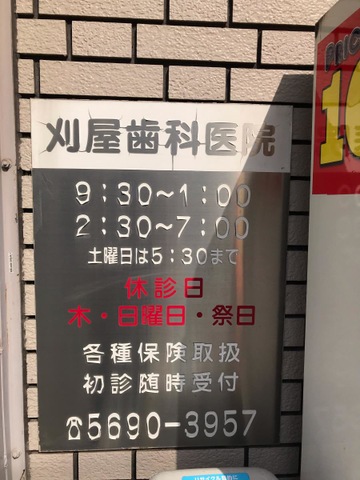 刈屋歯科医院
9:30〜1:00
2:30〜7:00
土曜日は5:30まで
休診日
木・日曜日・祭日
各種保険取扱
初診随時受付
☎5690-3957